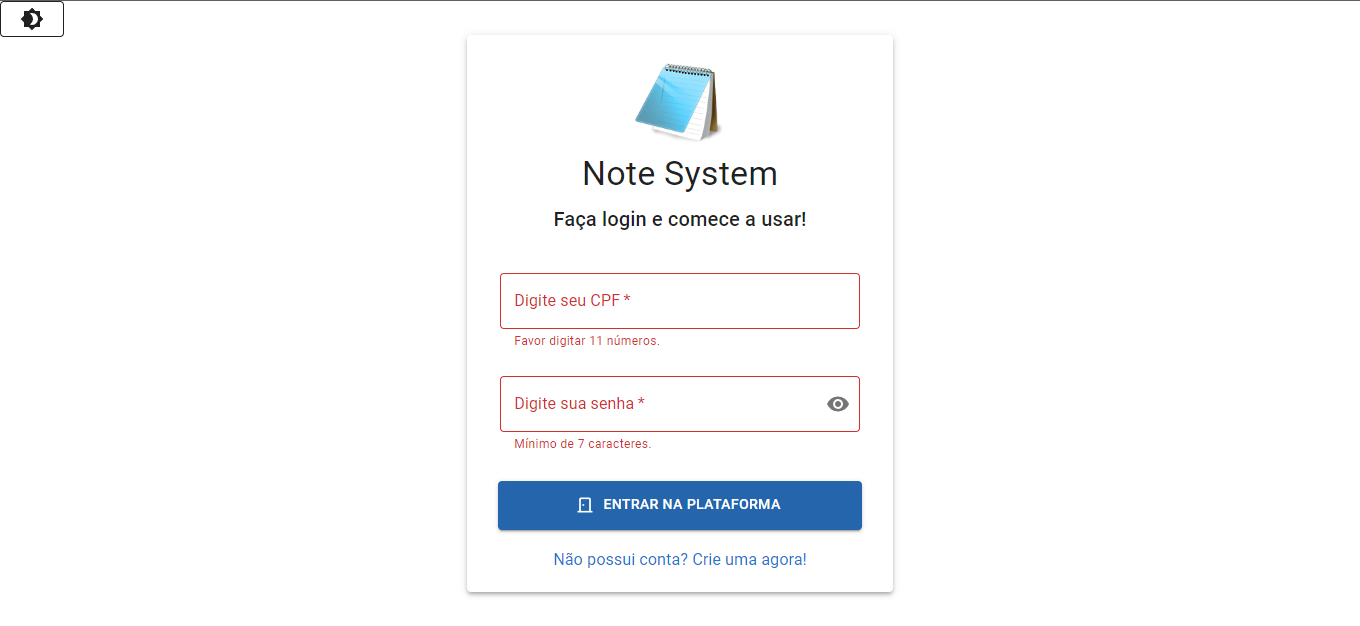 Note System
Faça login e comece a usar!
Digite seu CPF *
Favor digitar 11 números.
Digite sua senha *
Mínimo de 7 caracteres.
ENTRAR NA PLATAFORMA
Não possui conta? Crie uma agora!